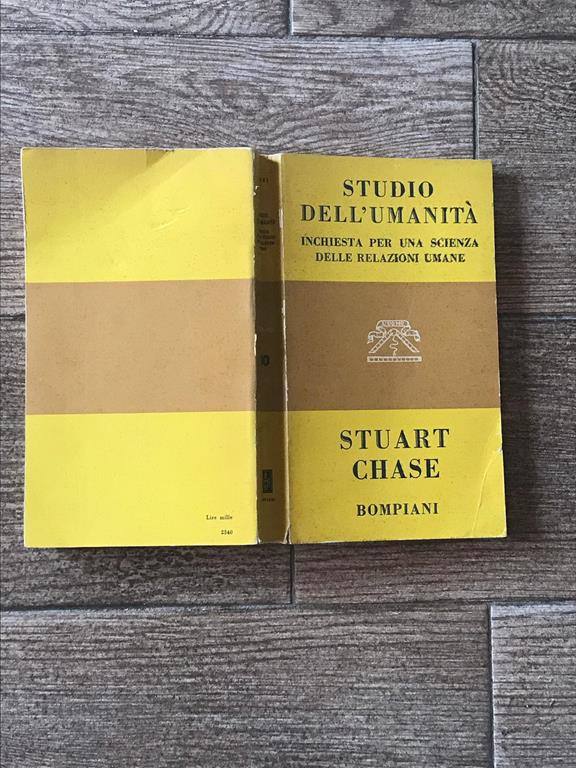 STUDIO
DELL'UMANITÀ
INCHIESTA PER UNA SCIENZA
DELLE RELAZIONI UMANE
STUART
CHASE
BOMPIANI
Lire mille
2340